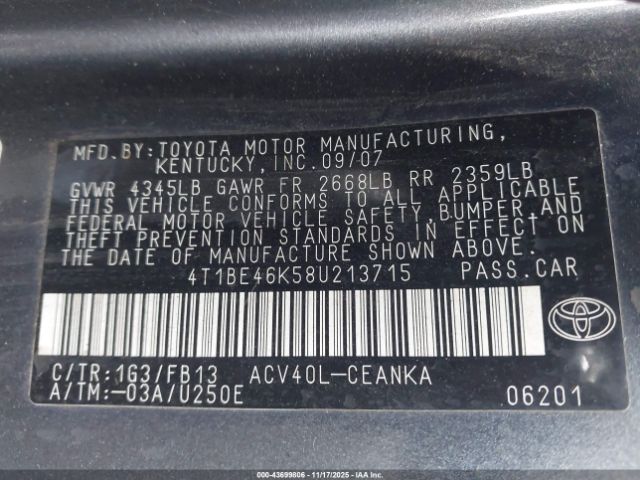 MFD. BY:TOYOTA MOTOR MANUFACTURING,
KENTUCKY, INC. 09/07
GVWR 4345LB GAWR FR 2668LB RR 2359LB
THIS VEHICLE CONFORMS TO ALL APPLICABLE
FEDERAL MOTOR VEHICLE SAFETY,BUMPER,AND
THEFT PREVENTION STANDARDS IN EFFECT ON
THE DATE OF MANUFACTURE SHOWN ABOVE.
4T1BE46K58U213715 PASS.CAR
C/TR:1G3/FB13 ACV40L-CEANKA
A/TM:-03A/U250E 06201
000-43699806 - 11/17/2025 - IAAI.com